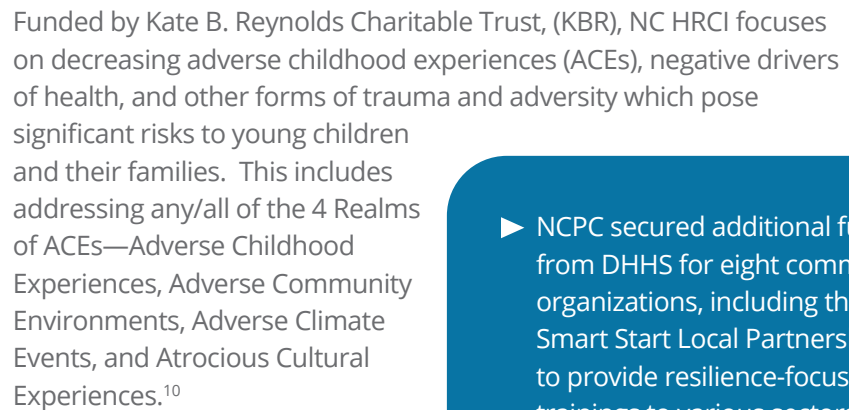 Funded by Kate B. Reynolds Charitable Trust, (KBR), NC HRCI focuses
on decreasing adverse childhood experiences (ACEs), negative drivers
of health, and other forms of trauma and adversity which pose
significant risks to young children
and their families.  This includes
addressing any/all of the 4 Realms
of ACEs—Adverse Childhood
Experiences, Adverse Community
Environments, Adverse Climate
Events, and Atrocious Cultural
Experiences.¹⁰
▶ NCPC secured additional
from DHHS for eight
organizations, including
Smart Start Local
to provide
trainings to various